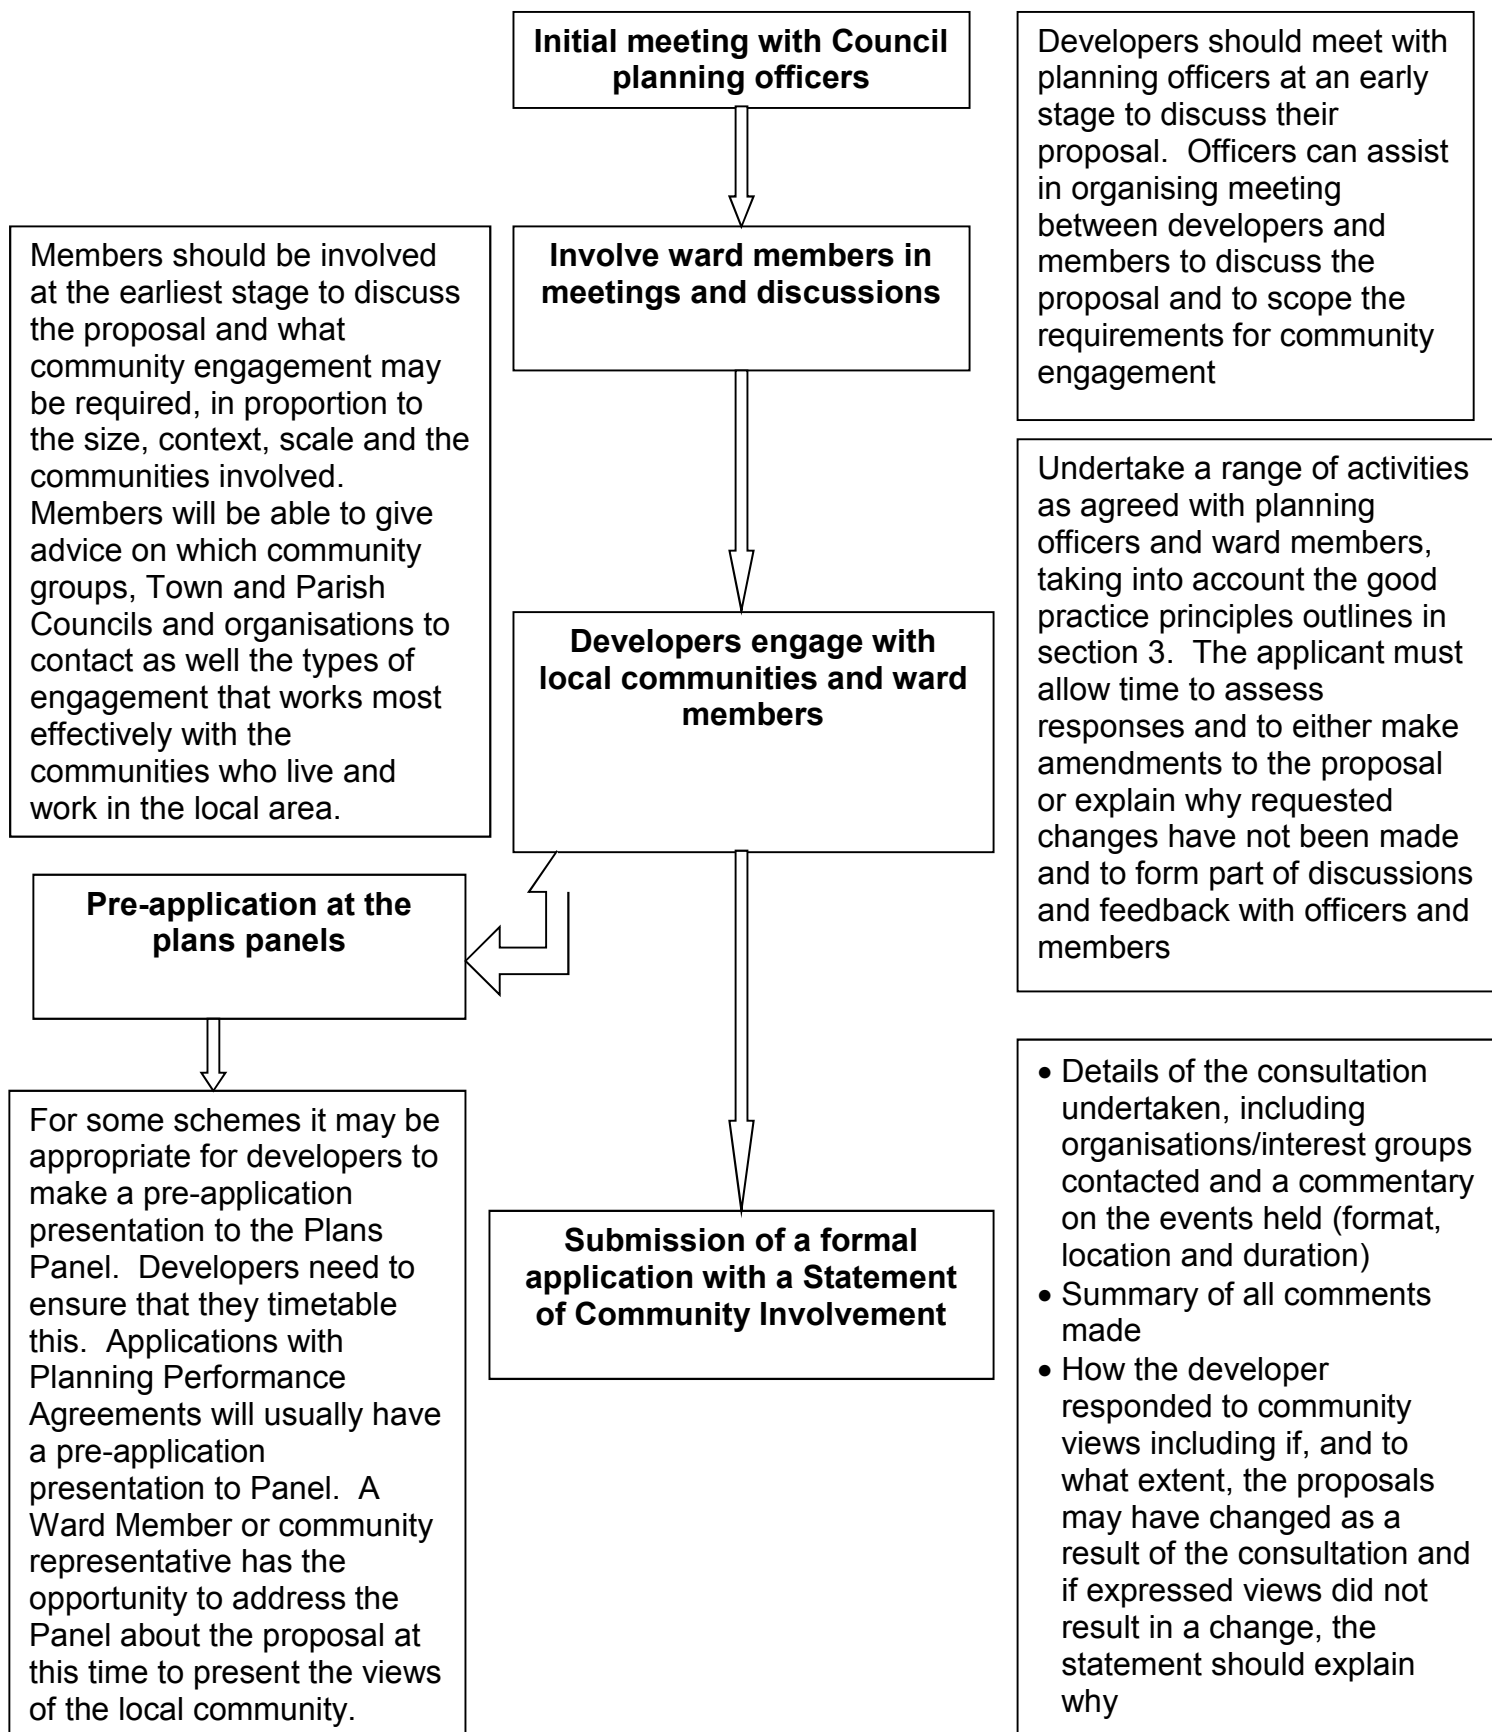 Initial meeting with Council
planning officers
Developers should meet with
planning officers at an early
stage to discuss their
proposal.  Officers can assist
in organising meeting
between developers and
members to discuss the
proposal and to scope the
requirements for community
engagement
Involve ward members in
meetings and discussions
Members should be involved
at the earliest stage to discuss
the proposal and what
community engagement may
be required, in proportion to
the size, context, scale and the
communities involved.
Members will be able to give
advice on which community
groups, Town and Parish
Councils and organisations to
contact as well the types of
engagement that works most
effectively with the
communities who live and
work in the local area.
Developers engage with
local communities and ward
members
Undertake a range of activities
as agreed with planning
officers and ward members,
taking into account the good
practice principles outlines in
section 3.  The applicant must
allow time to assess
responses and to either make
amendments to the proposal
or explain why requested
changes have not been made
and to form part of discussions
and feedback with officers and
members
Pre-application at the
plans panels
For some schemes it may be
appropriate for developers to
make a pre-application
presentation to the Plans
Panel.  Developers need to
ensure that they timetable
this.  Applications with
Planning Performance
Agreements will usually have
a pre-application
presentation to Panel.  A
Ward Member or community
representative has the
opportunity to address the
Panel about the proposal at
this time to present the views
of the local community.
Submission of a formal
application with a Statement
of Community Involvement
• Details of the consultation
undertaken, including
organisations/interest groups
contacted and a commentary
on the events held (format,
location and duration)
• Summary of all comments
made
• How the developer
responded to community
views including if, and to
what extent, the proposals
may have changed as a
result of the consultation and
if expressed views did not
result in a change, the
statement should explain
why